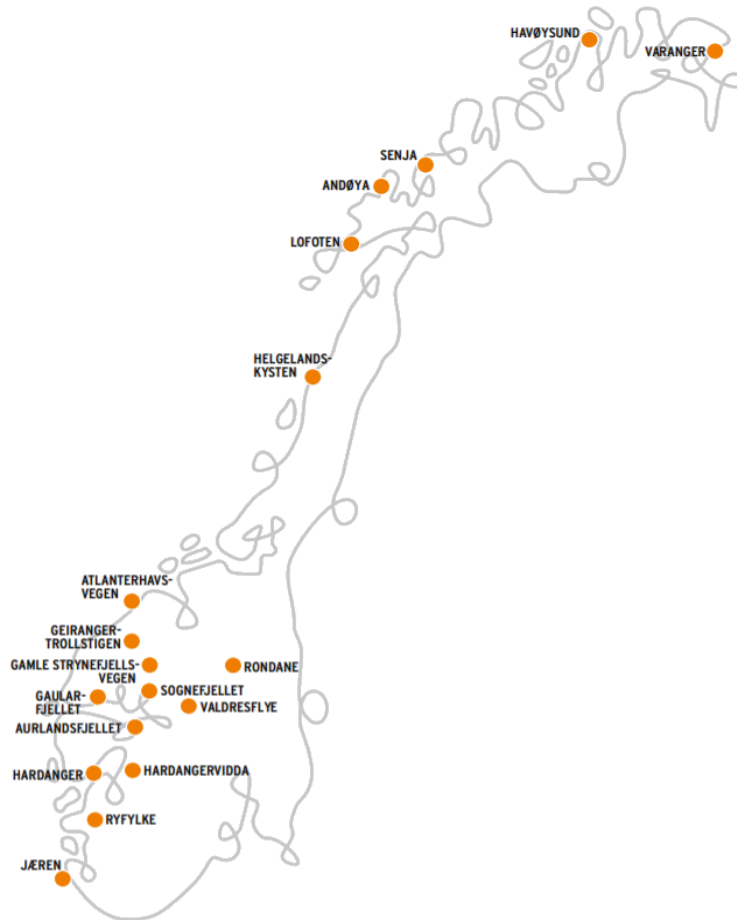 HAVØYSUND
VARANGER
SENJA
ANDØYA
LOFOTEN
HELGELANDS-
KYSTEN
ATLANTERHAVS-
VEGEN
GEIRANGER-
TROLLSTIGEN
GAMLE STRYNEFJELLS-
VEGEN
RONDANE
SOGNEFJELLET
GAULAR-
FJELLET
VALDRESFLYE
AURLANDSFJELLET
HARDANGER
HARDANGERVIDDA
RYFYLKE
JÆREN